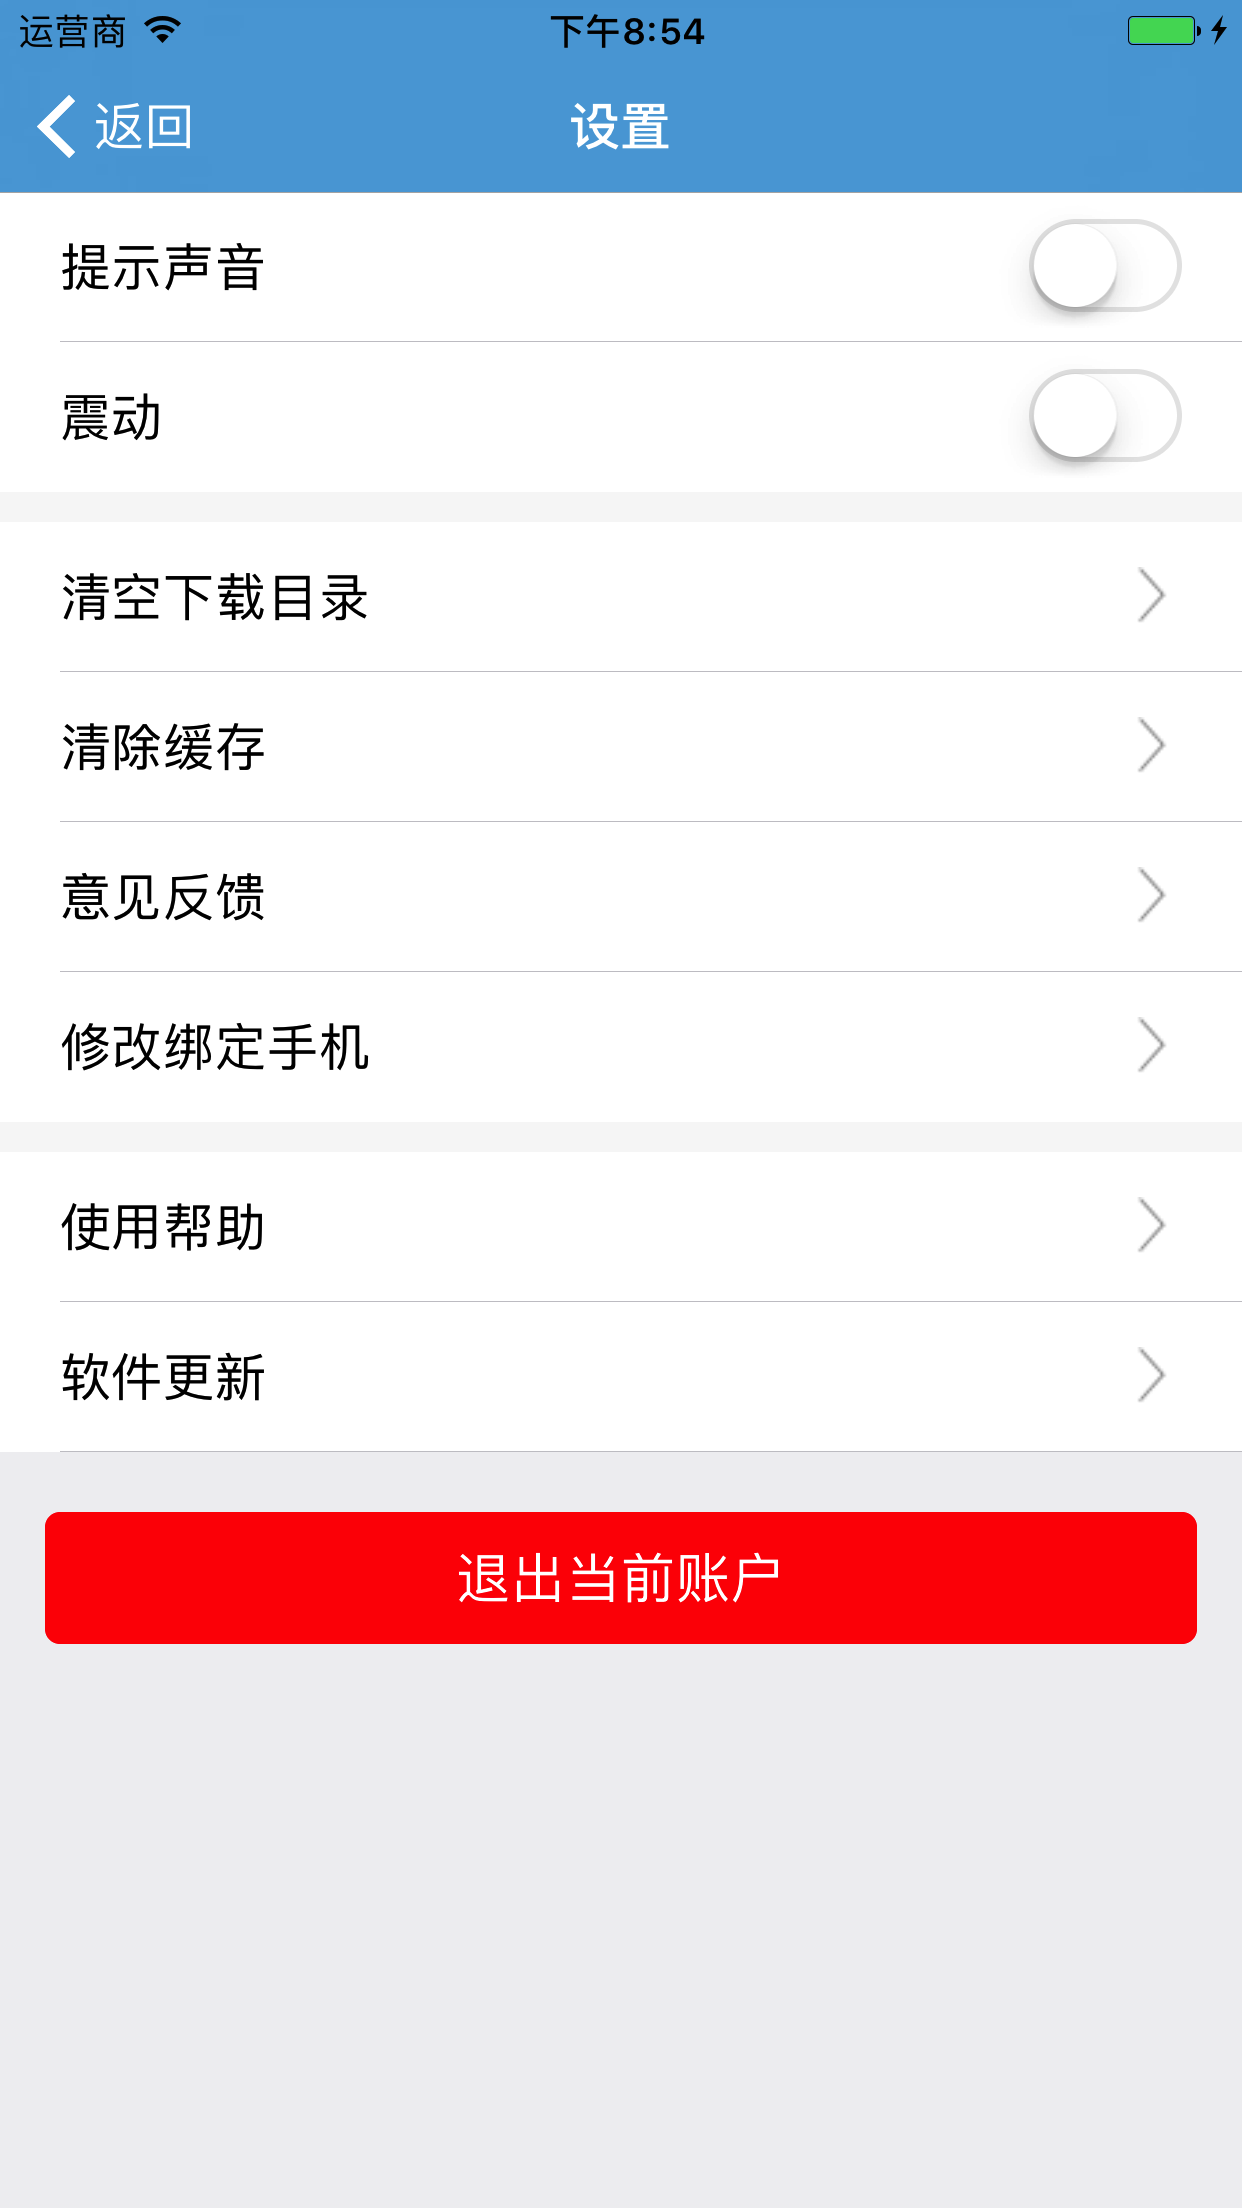 运营商 下午8:54
返回 设置
提示声音
震动
清空下载目录
清除缓存
意见反馈
修改绑定手机
使用帮助
软件更新
退出当前账户